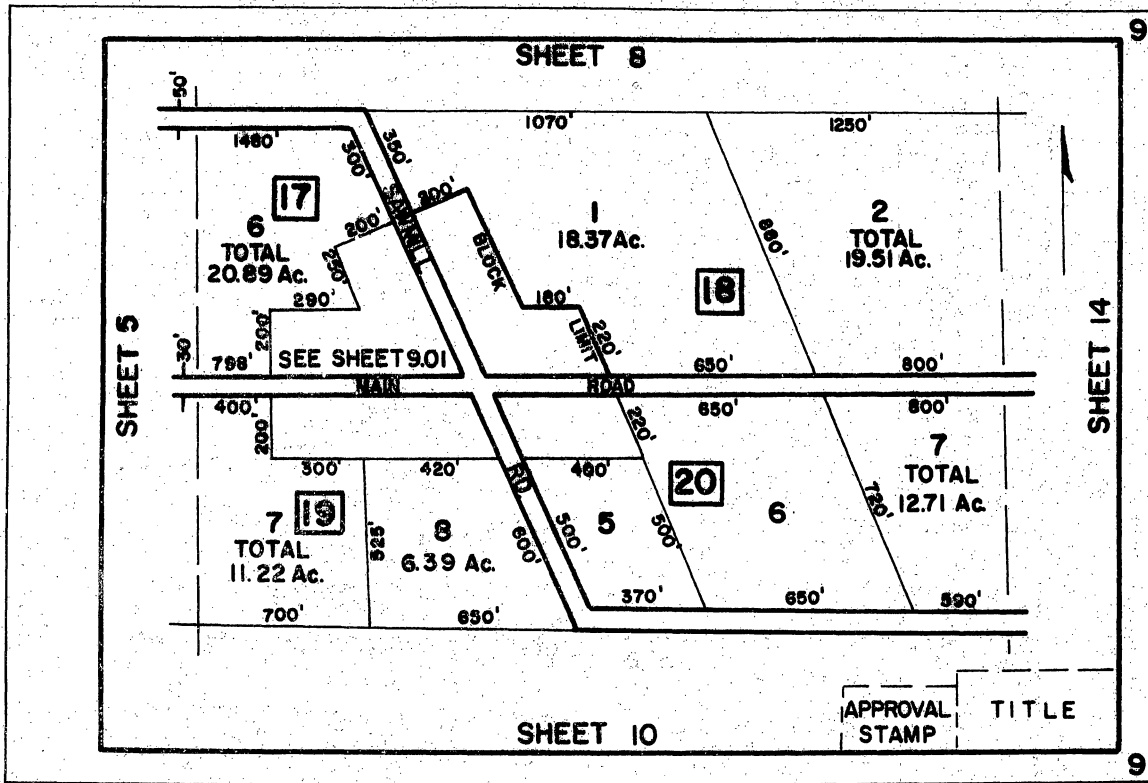 9
SHEET 8
50'
1480'
300'
350'
1070'
1250'
17
6
TOTAL
20.89 Ac.
200'
300'
250'
290'
200'
SAWMILL
BLOCK
180'
LIMIT
220'
1
18.37 Ac.
880'
2
TOTAL
19.51 Ac.
18
SHEET 5
SHEET 14
30'
798'
SEE SHEET 9.01
650'
800'
MAIN
ROAD
400'
200'
650'
800'
220'
300'
420'
460'
RD.
19
7
TOTAL
11.22 Ac.
525'
8
6.39 Ac.
600'
500'
5
20
500'
6
720'
7
TOTAL
12.71 Ac.
700'
650'
370'
650'
590'
SHEET 10
APPROVAL
STAMP
TITLE
9